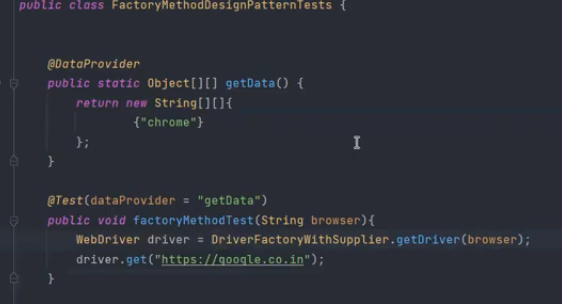 public class FactoryMethodDesignPatternTests {
@DataProvider
public static Object[][] getData() {
return new String[][]{
{"chrome"}
};
}
@Test(dataProvider = "getData")
public void factoryMethodTest(String browser){
WebDriver driver = DriverFactoryWithSupplier.getDriver(browser);
driver.get("https://google.co.in");
}